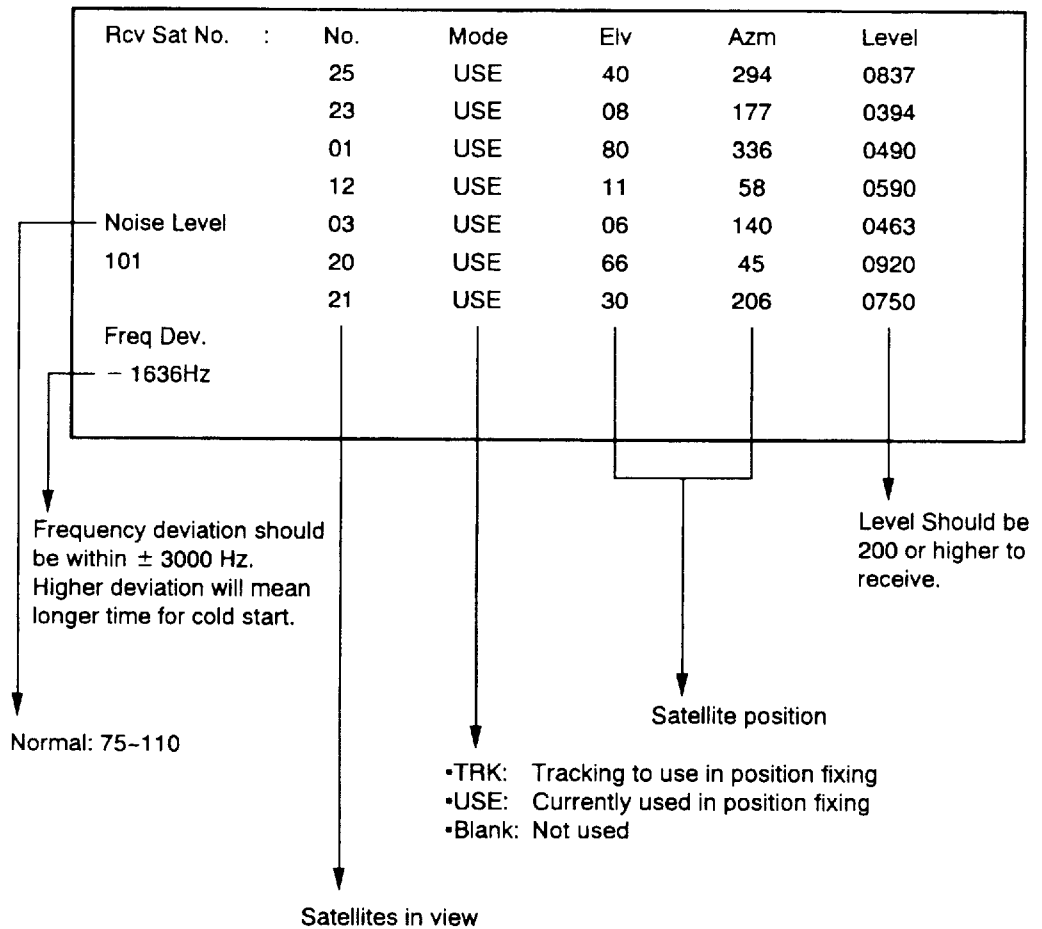 Rcv Sat No. : No. Mode Elv Azm Level
25 USE 40 294 0837
23 USE 08 177 0394
01 USE 80 336 0490
12 USE 11 58 0590
Noise Level 03 USE 06 140 0463
101 20 USE 66 45 0920
21 USE 30 206 0750
Freq Dev.
− 1636Hz
Frequency deviation should
be within ± 3000 Hz.
Higher deviation will mean
longer time for cold start.
Level Should be
200 or higher to
receive.
Satellite position
Normal: 75~110
•TRK: Tracking to use in position fixing
•USE: Currently used in position fixing
•Blank: Not used
Satellites in view